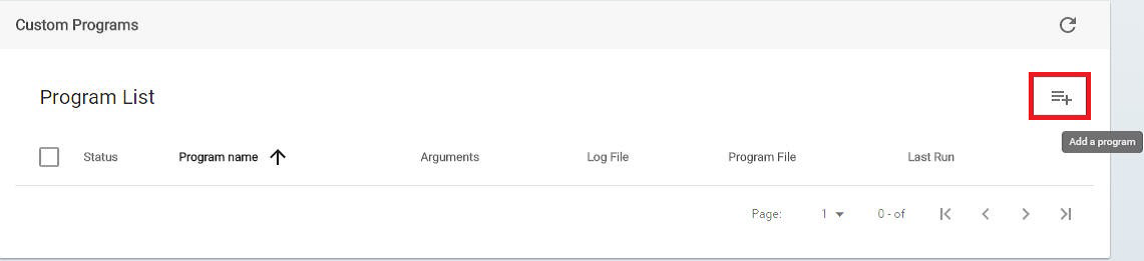 Custom Programs
Program List
Add a program
Status Program name Arguments Log File Program File Last Run
Page: 1 0 - of